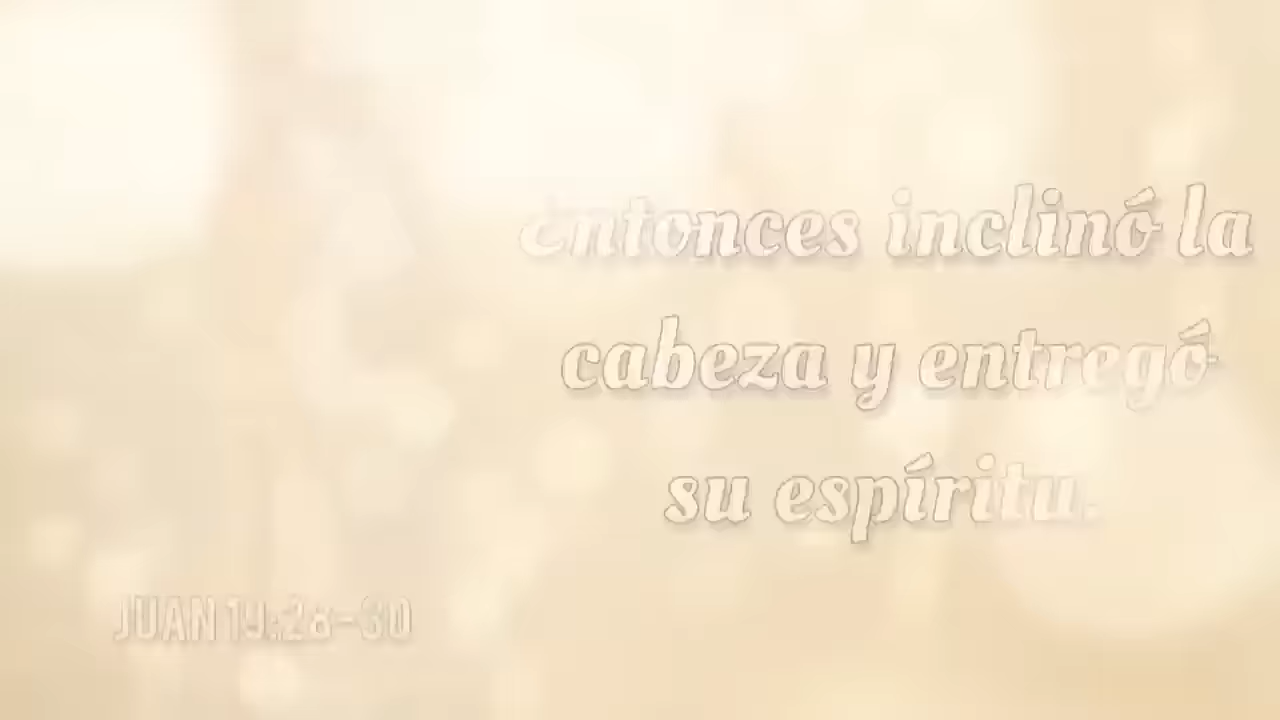 entonces inclinó la
cabeza y entregó
su espíritu.
JUAN 19:28-30